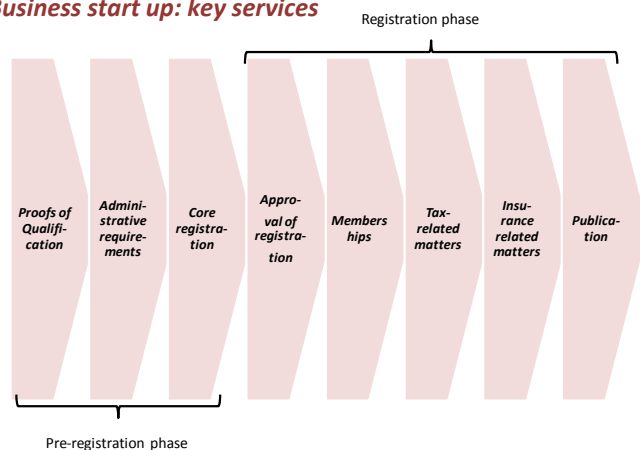 Business start up: key services
Registration phase
Proofs of
Qualifi-
cation
Admini-
strative
require-
ments
Core
registra-
tion
Appro-
val of
registra-
tion
Members
hips
Tax-
related
matters
Insu-
rance
related
matters
Publica-
tion
Pre-registration phase